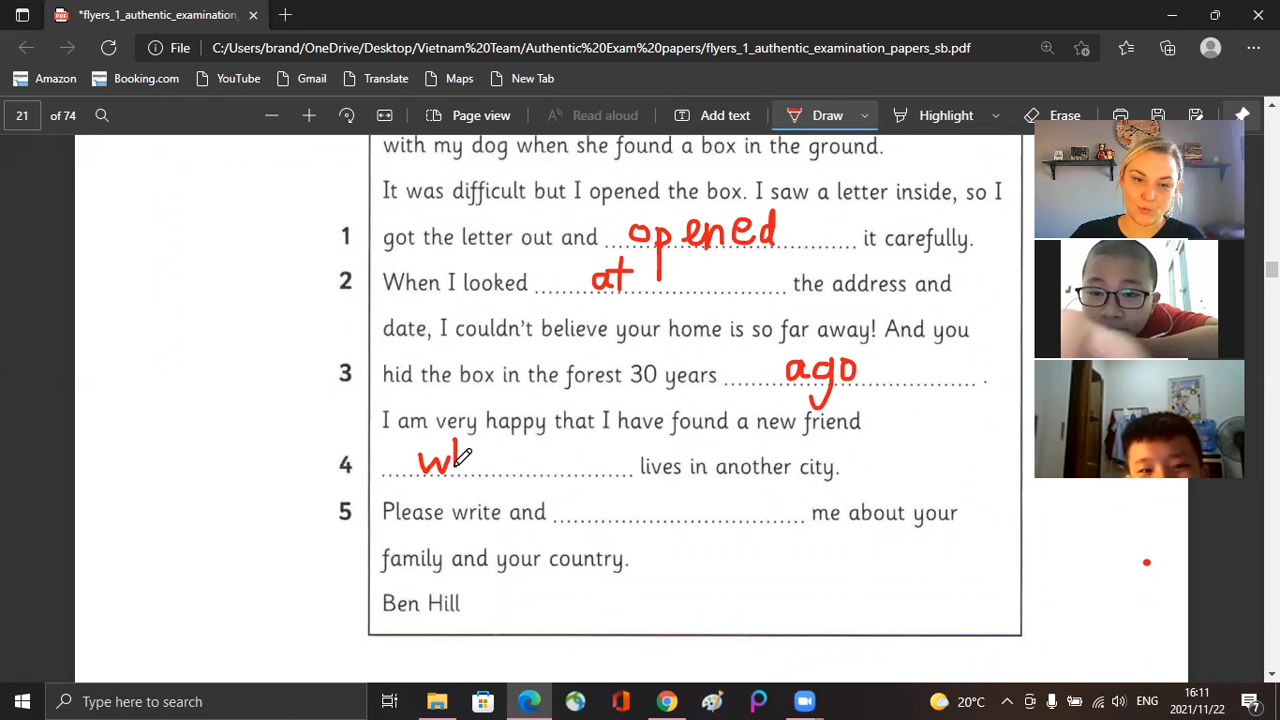 *flyers_1_authentic_examination_
File C:/Users/brand/OneDrive/Desktop/Vietnam%20Team/Authentic%20Exam%20papers/flyers_1_authentic_examination_papers_sb.pdf
Amazon Booking.com YouTube Gmail Translate Maps New Tab
21 of 74 Page view Read aloud Add text Draw Highlight Erase
with my dog when she found a box in the ground.
It was difficult but I opened the box. I saw a letter inside, so I
1 got the letter out and opened it carefully.
2 When I looked at the address and
date, I couldn't believe your home is so far away! And you
3 hid the box in the forest 30 years ago .
I am very happy that I have found a new friend
4 wh lives in another city.
5 Please write and me about your
family and your country.
Ben Hill
Type here to search 20°C ENG 16:11
2021/11/22 7